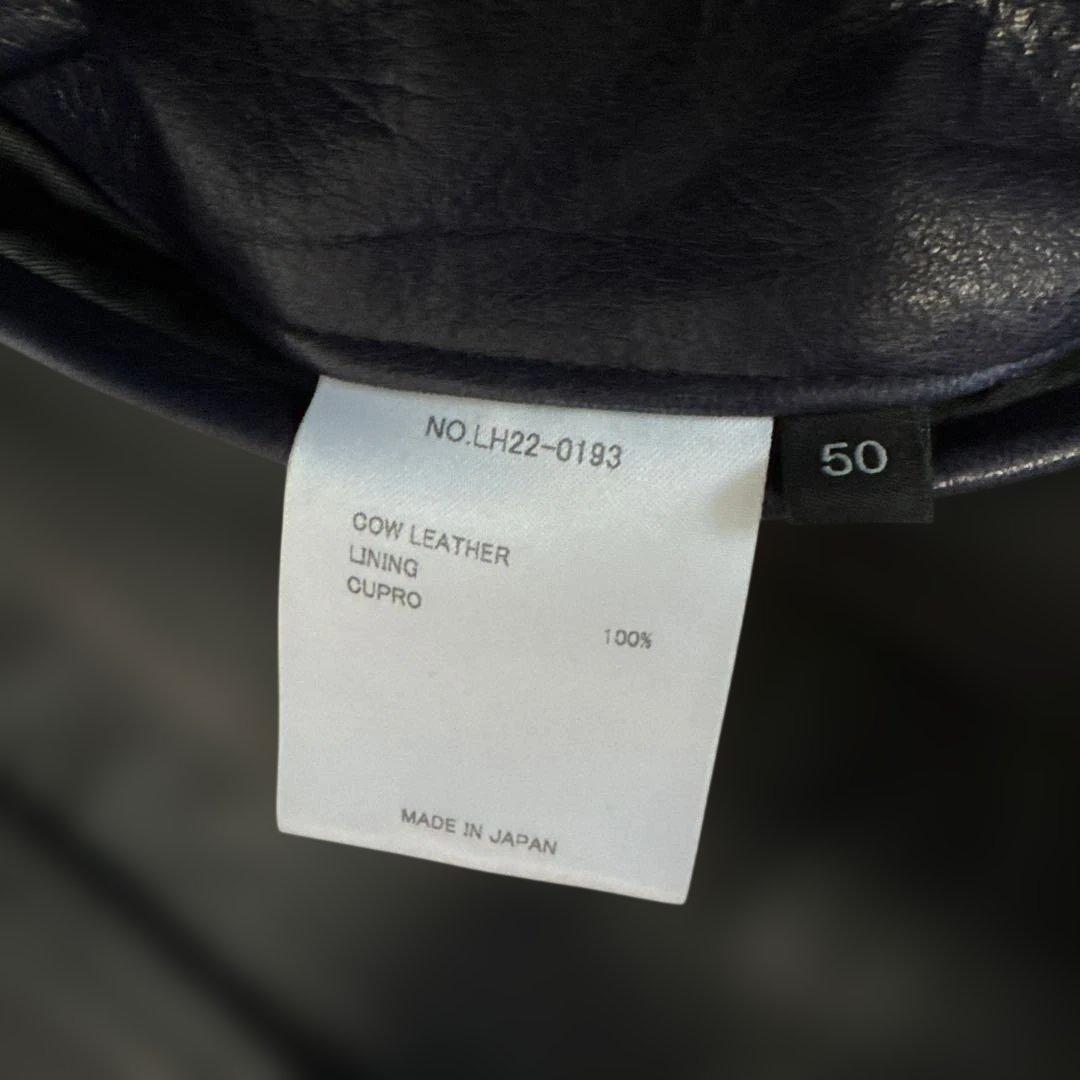 NO.LH22-0193
50
COW LEATHER
LINING
CUPRO
100%
MADE IN JAPAN